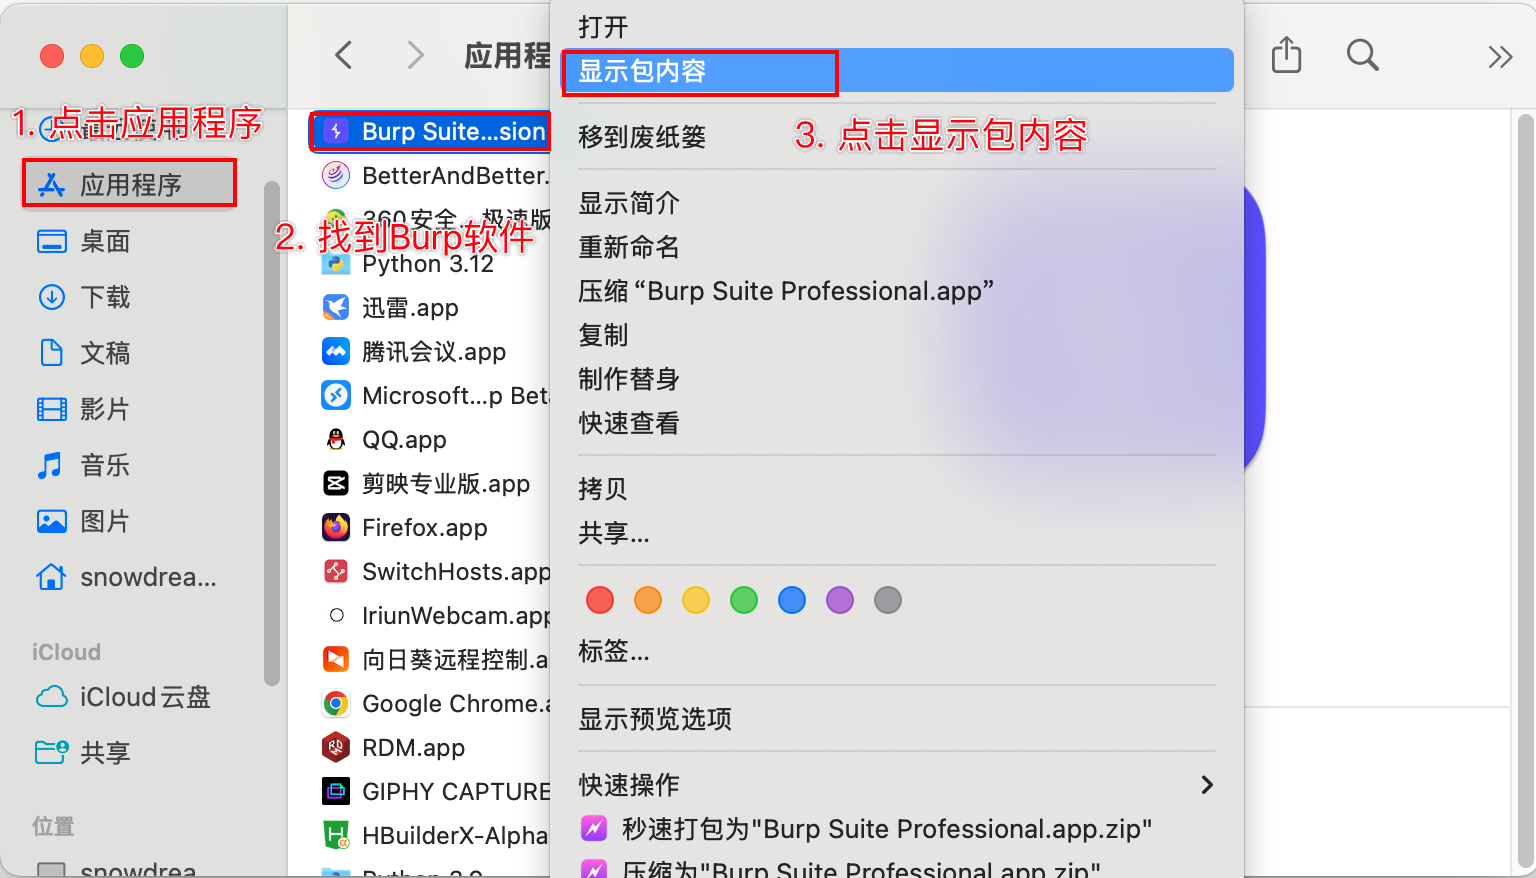 应用程
1. 点击应用程序
应用程序
桌面
下载
文稿
影片
音乐
图片
snowdrea...
iCloud
iCloud云盘
共享
位置
snowdrea
Burp Suite...sion
BetterAndBetter.
360安全...极速版
2. 找到Burp软件
Python 3.12
迅雷.app
腾讯会议.app
Microsoft...p Bet
QQ.app
剪映专业版.app
Firefox.app
SwitchHosts.app
IriunWebcam.app
向日葵远程控制.a
Google Chrome.a
RDM.app
GIPHY CAPTURE
HBuilderX-Alpha
打开
显示包内容
移到废纸篓
3. 点击显示包内容
显示简介
重新命名
压缩“Burp Suite Professional.app”
复制
制作替身
快速查看
拷贝
共享...
标签...
显示预览选项
快速操作
秒速打包为"Burp Suite Professional.app.zip"
压缩为"Burp Suite Professional.app.zip"